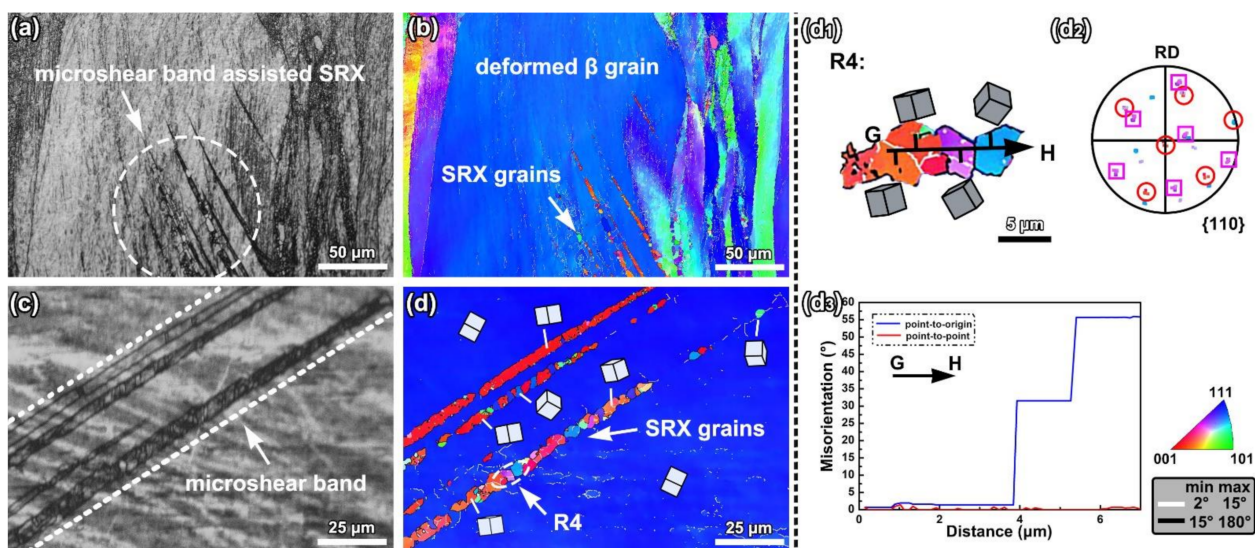 (a)
microshear band assisted SRX
50 µm
(b)
deformed β grain
SRX grains
50 µm
(c)
microshear band
25 µm
(d)
SRX grains
R4
25 µm
(d1)
R4:
G
H
5 µm
(d2)
RD
{110}
(d3)
60
55
50
45
40
35
30
25
20
15
10
5
0
Misorientation (°)
point-to-origin
point-to-point
G
H
0
2
4
6
Distance (µm)
111
001
101
min max
2° 15°
15° 180°